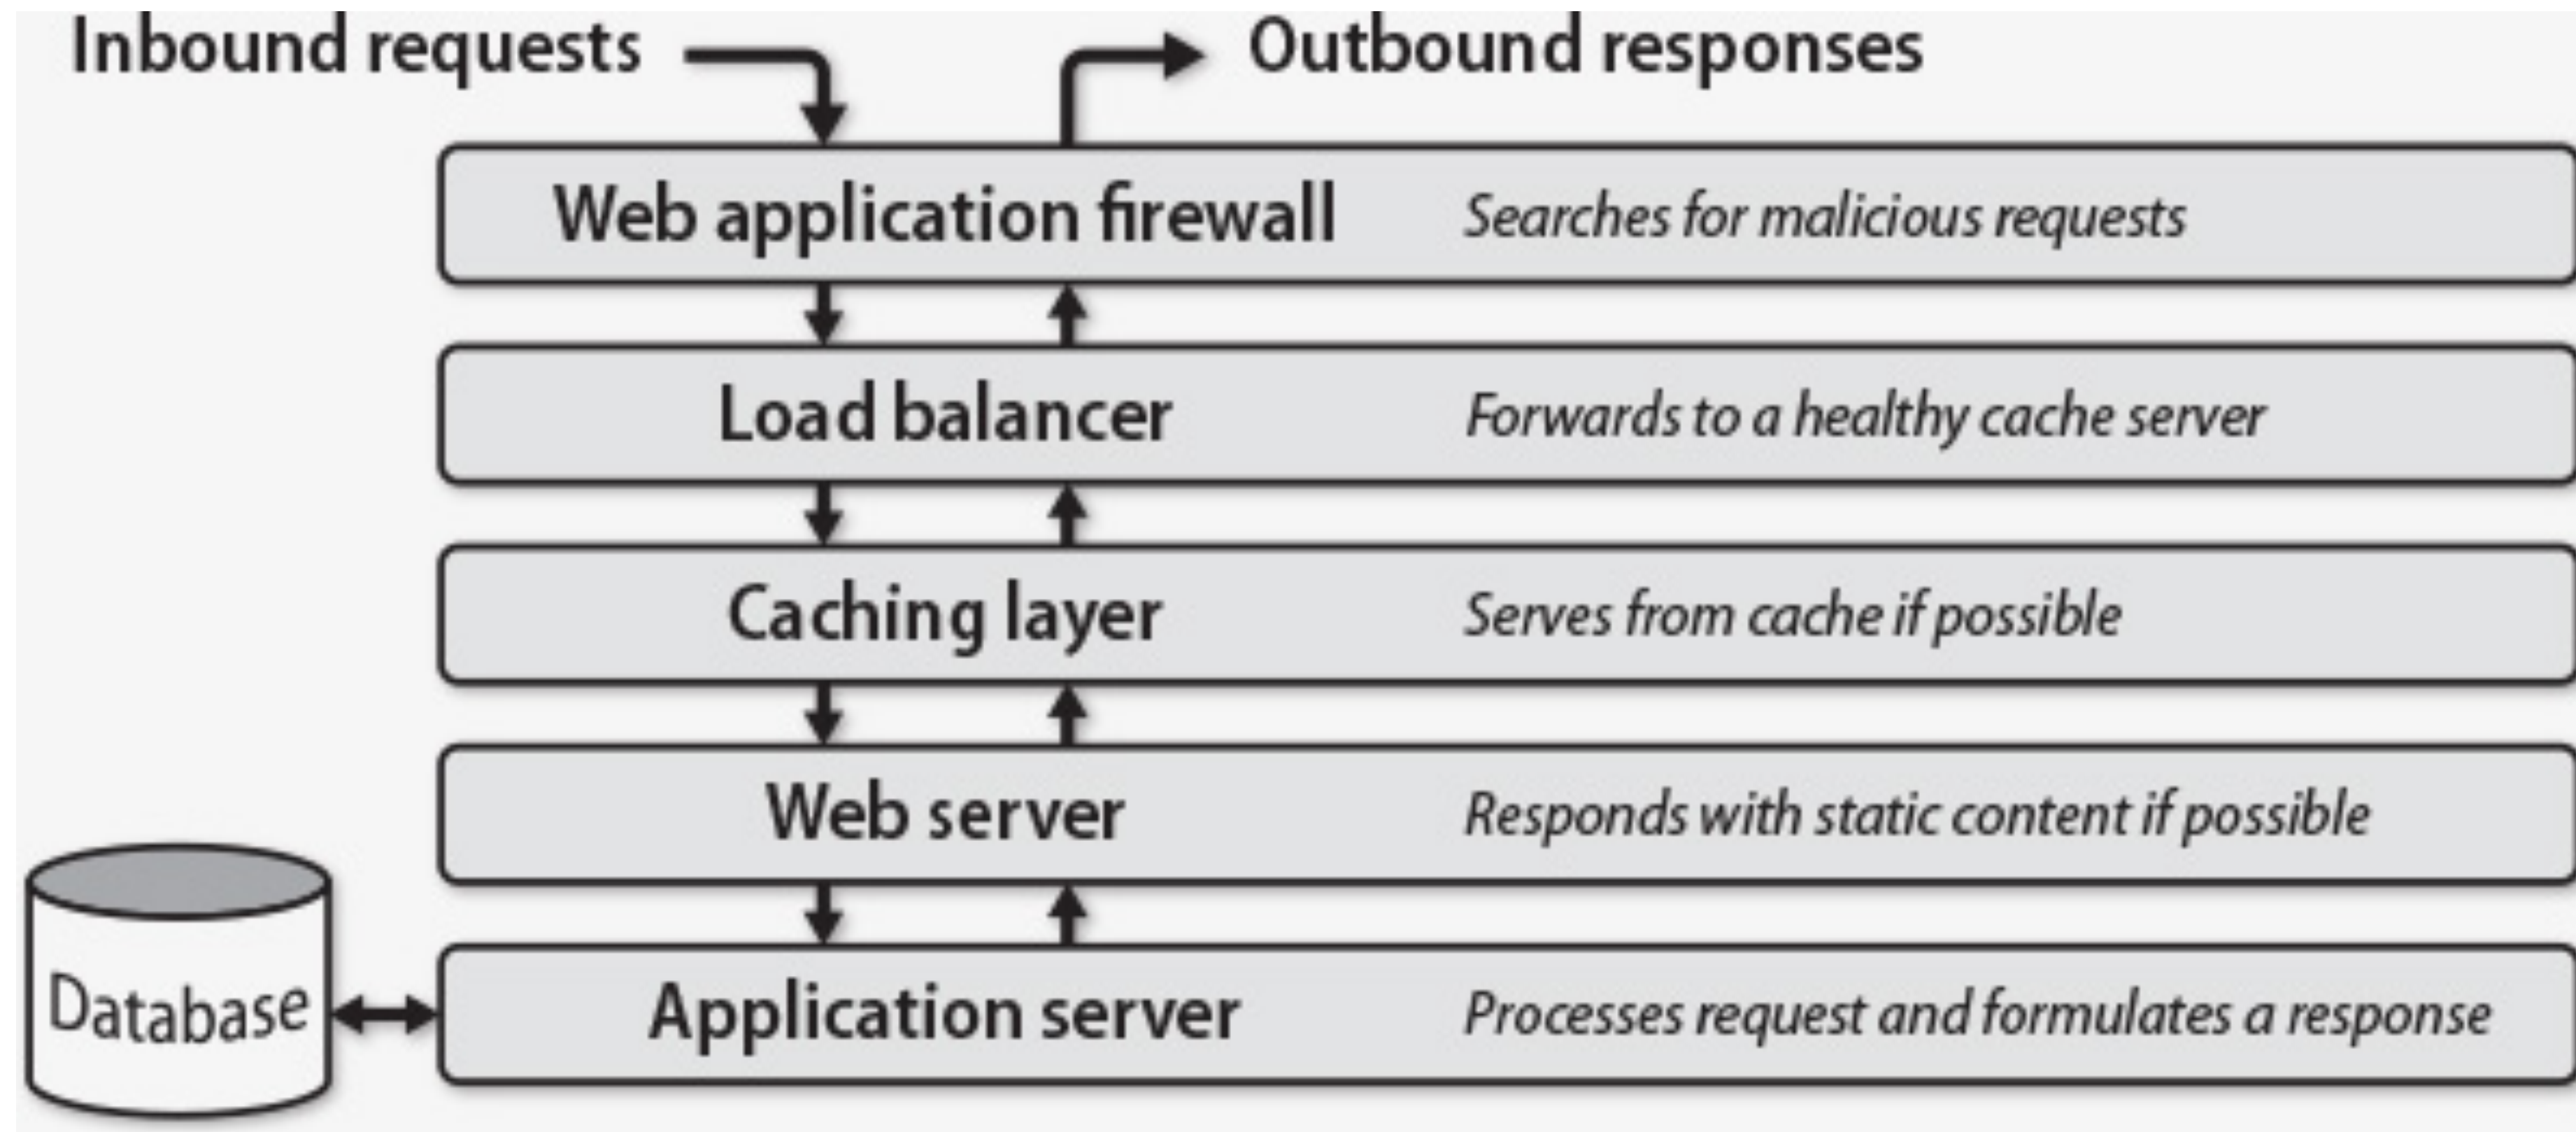 Inbound requests
Outbound responses
Web application firewall
Searches for malicious requests
Load balancer
Forwards to a healthy cache server
Caching layer
Serves from cache if possible
Web server
Responds with static content if possible
Database
Application server
Processes request and formulates a response